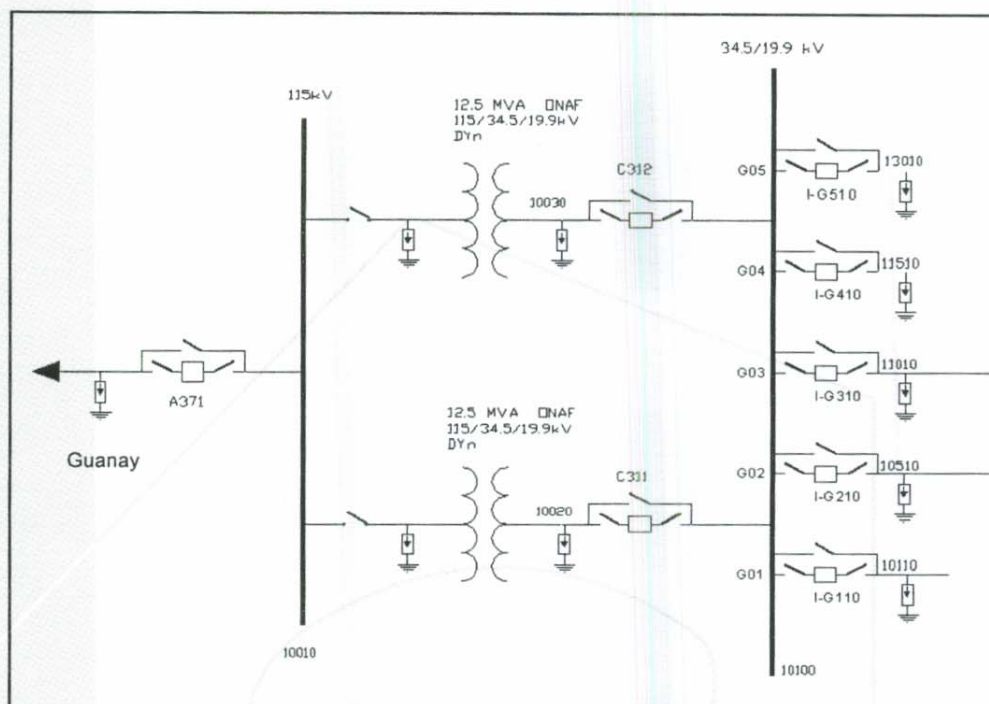 34.5/19.9 kV
115kV
12.5 MVA ONAF
115/34.5/19.9kV
DYn
C312
10030
G05
13010
I-G510
G04
11510
I-G410
A371
G03
11010
I-G310
Guanay
12.5 MVA ONAF
115/34.5/19.9kV
DYn
C311
10020
G02
10510
I-G210
G01
10110
I-G110
10010
10100